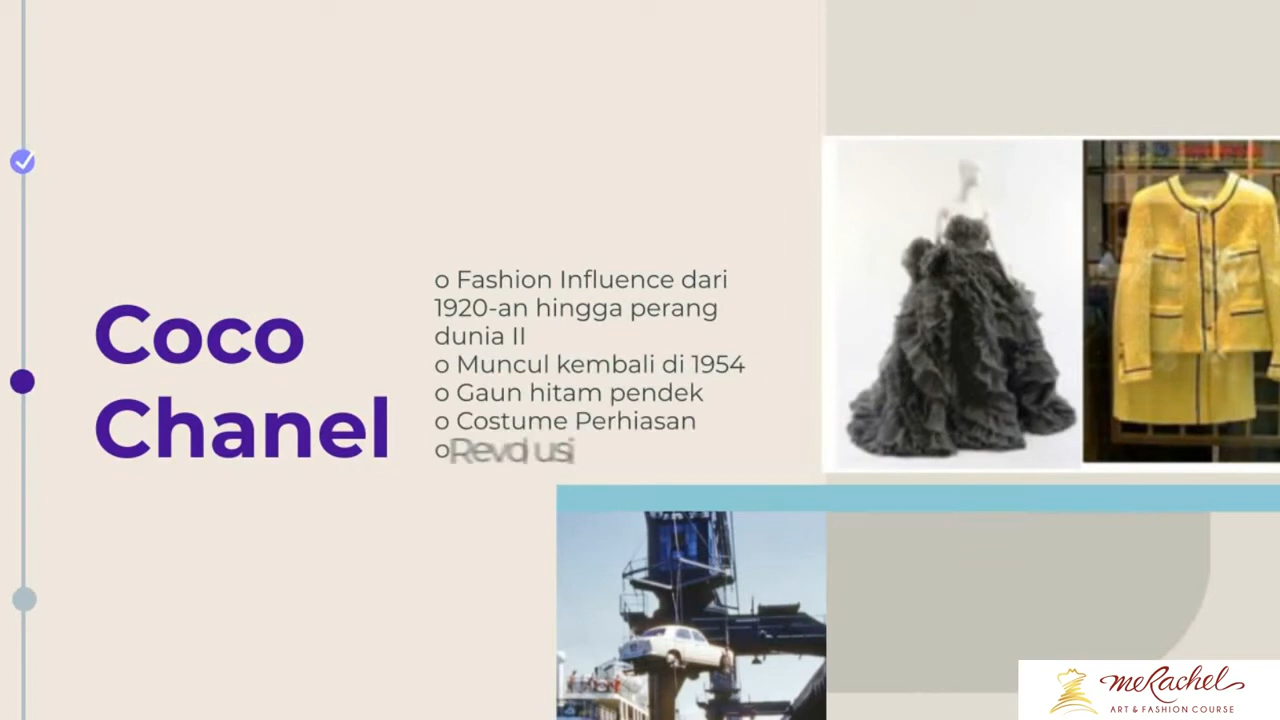 Coco
Chanel
o Fashion Influence dari
1920-an hingga perang
dunia II
o Muncul kembali di 1954
o Gaun hitam pendek
o Costume Perhiasan
o Revolusi
meRachel
ART & FASHION COURSE